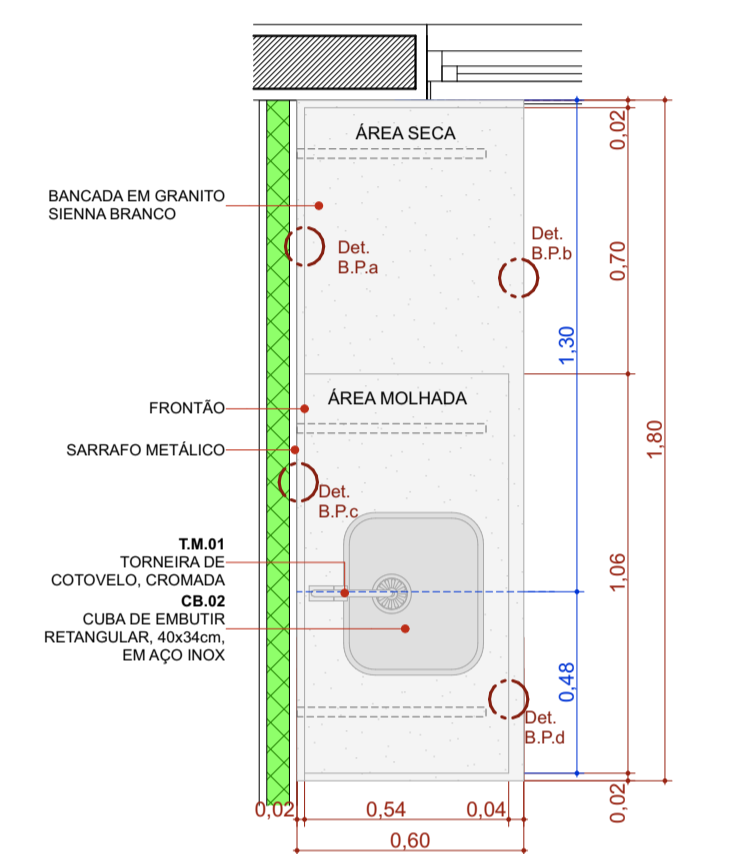 ÁREA SECA
0,02
BANCADA EM GRANITO
SIENNA BRANCO
Det.
B.P.a
Det.
B.P.b
0,70
1,30
ÁREA MOLHADA
FRONTÃO
1,80
SARRAFO METÁLICO
Det.
B.P.c
T.M.01
TORNEIRA DE
COTOVELO, CROMADA
CB.02
CUBA DE EMBUTIR
RETANGULAR, 40x34cm,
EM AÇO INOX
1,06
0,48
Det.
B.P.d
0,02
0,02
0,54
0,04
0,60